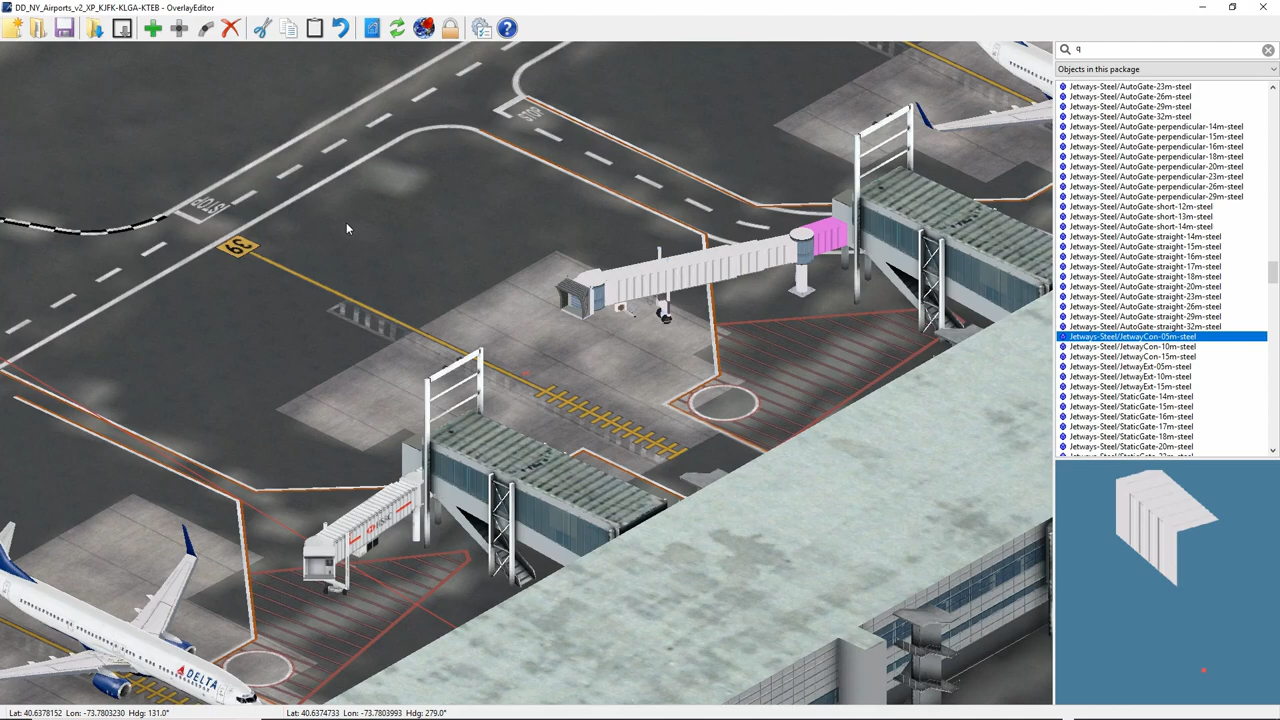 DD_NY_Airports_v2_XP_KJFK-KLGA-KTEB - OverlayEditor
q
Objects in this package
Jetways-Steel/AutoGate-23m-steel
Jetways-Steel/AutoGate-26m-steel
Jetways-Steel/AutoGate-29m-steel
Jetways-Steel/AutoGate-32m-steel
Jetways-Steel/AutoGate-perpendicular-14m-steel
Jetways-Steel/AutoGate-perpendicular-15m-steel
Jetways-Steel/AutoGate-perpendicular-16m-steel
Jetways-Steel/AutoGate-perpendicular-18m-steel
Jetways-Steel/AutoGate-perpendicular-20m-steel
Jetways-Steel/AutoGate-perpendicular-23m-steel
Jetways-Steel/AutoGate-perpendicular-26m-steel
Jetways-Steel/AutoGate-perpendicular-29m-steel
Jetways-Steel/AutoGate-short-12m-steel
Jetways-Steel/AutoGate-short-13m-steel
Jetways-Steel/AutoGate-short-14m-steel
Jetways-Steel/AutoGate-straight-14m-steel
Jetways-Steel/AutoGate-straight-15m-steel
Jetways-Steel/AutoGate-straight-16m-steel
Jetways-Steel/AutoGate-straight-17m-steel
Jetways-Steel/AutoGate-straight-18m-steel
Jetways-Steel/AutoGate-straight-20m-steel
Jetways-Steel/AutoGate-straight-23m-steel
Jetways-Steel/AutoGate-straight-26m-steel
Jetways-Steel/AutoGate-straight-29m-steel
Jetways-Steel/AutoGate-straight-32m-steel
Jetways-Steel/JetwayCon-05m-steel
Jetways-Steel/JetwayCon-10m-steel
Jetways-Steel/JetwayCon-15m-steel
Jetways-Steel/JetwayExt-05m-steel
Jetways-Steel/JetwayExt-10m-steel
Jetways-Steel/JetwayExt-15m-steel
Jetways-Steel/StaticGate-14m-steel
Jetways-Steel/StaticGate-15m-steel
Jetways-Steel/StaticGate-16m-steel
Jetways-Steel/StaticGate-17m-steel
Jetways-Steel/StaticGate-18m-steel
Jetways-Steel/StaticGate-20m-steel
STOP
STOP
39
HSBC
DELTA
Lat: 40.6378152 Lon: -73.7803230 Hdg: 131.0°
Lat: 40.6374733 Lon: -73.7803993 Hdg: 279.0°